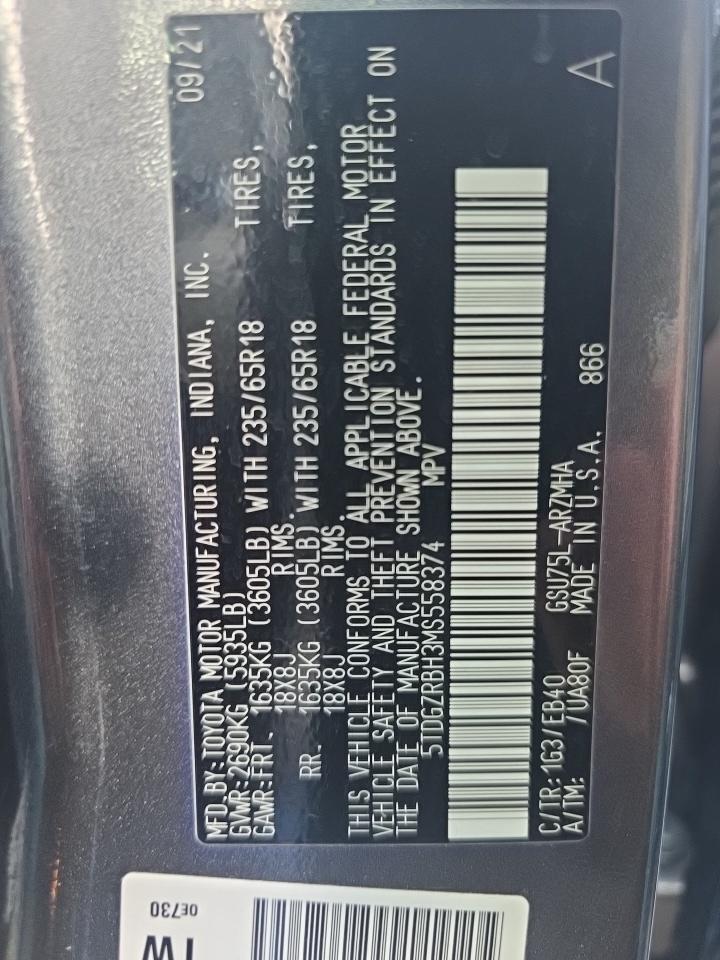 09/21
MFD.BY:TOYOTA MOTOR MANUFACTURING, INDIANA, INC.
GVWR:2690KG (5935LB)
GAWR:FRT. 1635KG (3605LB) WITH 235/65R18 TIRES,
18X8J RIMS.
RR. 1635KG (3605LB) WITH 235/65R18 TIRES,
18X8J RIMS.
THIS VEHICLE CONFORMS TO ALL APPLICABLE FEDERAL MOTOR
VEHICLE SAFETY AND THEFT PREVENTION STANDARDS IN EFFECT ON
THE DATE OF MANUFACTURE SHOWN ABOVE.
5TDGZRBH3MS558374 MPV
C/TR:1G3/EB40 GSU75L-ARZMHA
A/TM: /UA80F MADE IN U.S.A. 866
A
0E730
TW